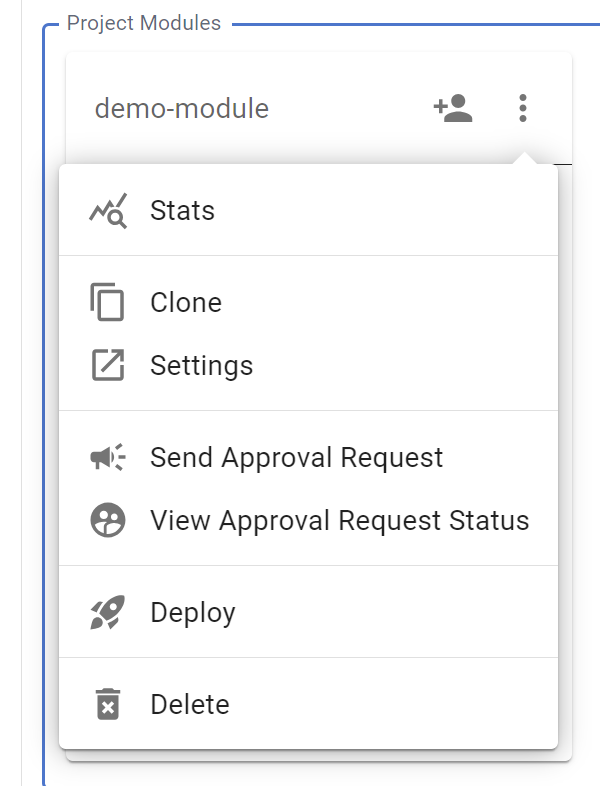 Project Modules
demo-module
Stats
Clone
Settings
Send Approval Request
View Approval Request Status
Deploy
Delete